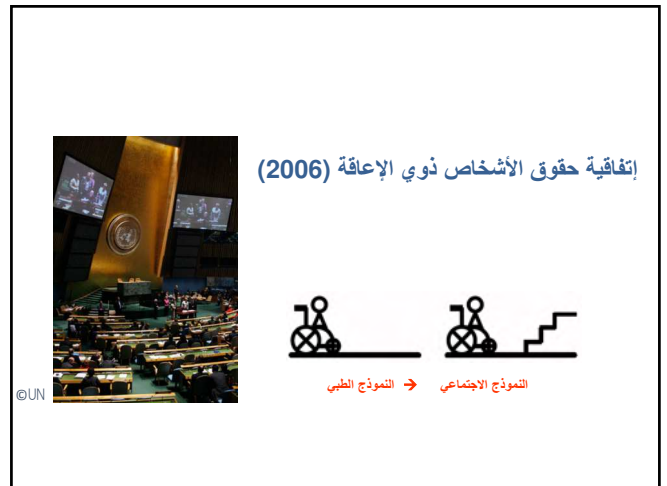 إتفاقية حقوق الأشخاص ذوي الإعاقة (2006)
النموذج الاجتماعي → النموذج الطبي
©UN